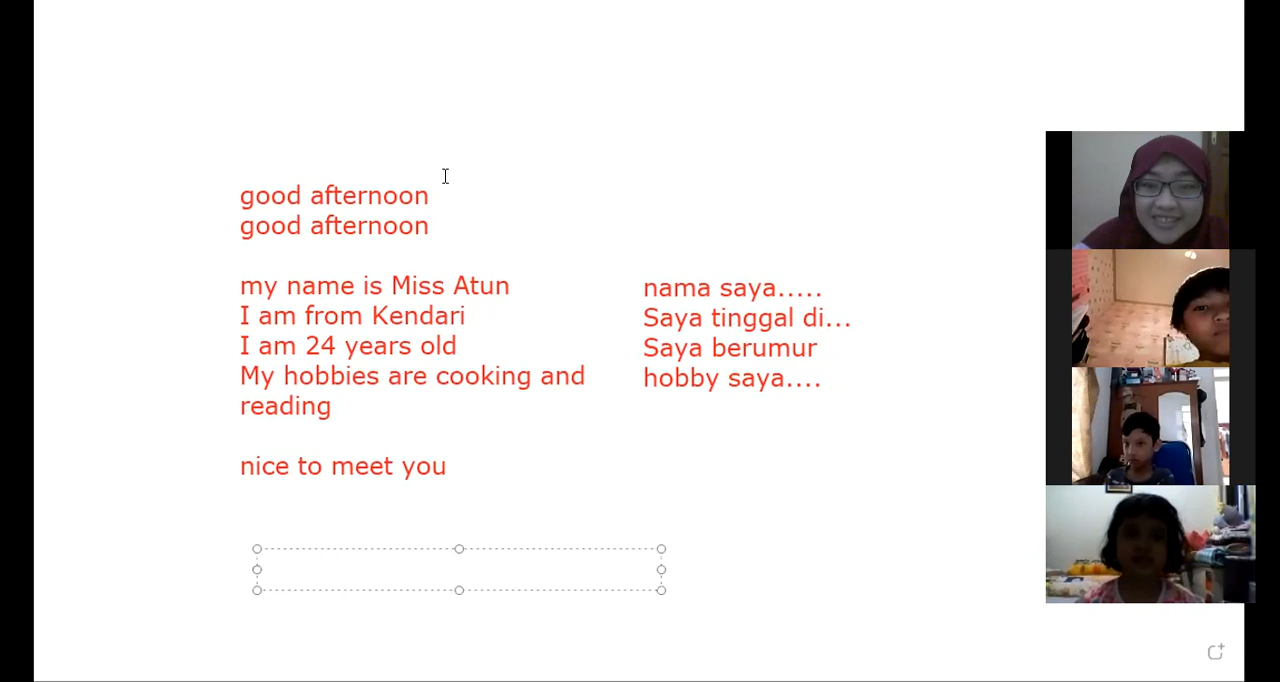 good afternoon
good afternoon
my name is Miss Atun
I am from Kendari
I am 24 years old
My hobbies are cooking and
reading
nice to meet you
nama saya.....
Saya tinggal di...
Saya berumur
hobby saya....